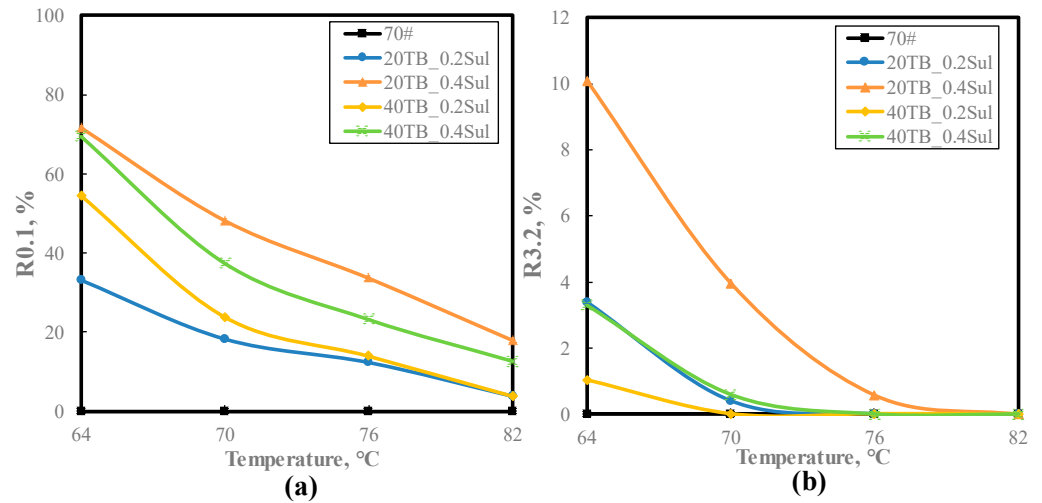 100
80
60
40
20
0
R0.1, %
70#
20TB_0.2Sul
20TB_0.4Sul
40TB_0.2Sul
40TB_0.4Sul
64
70
76
82
Temperature, °C
(a)
12
10
8
6
4
2
0
R3.2, %
70#
20TB_0.2Sul
20TB_0.4Sul
40TB_0.2Sul
40TB_0.4Sul
64
70
76
82
Temperature, °C
(b)